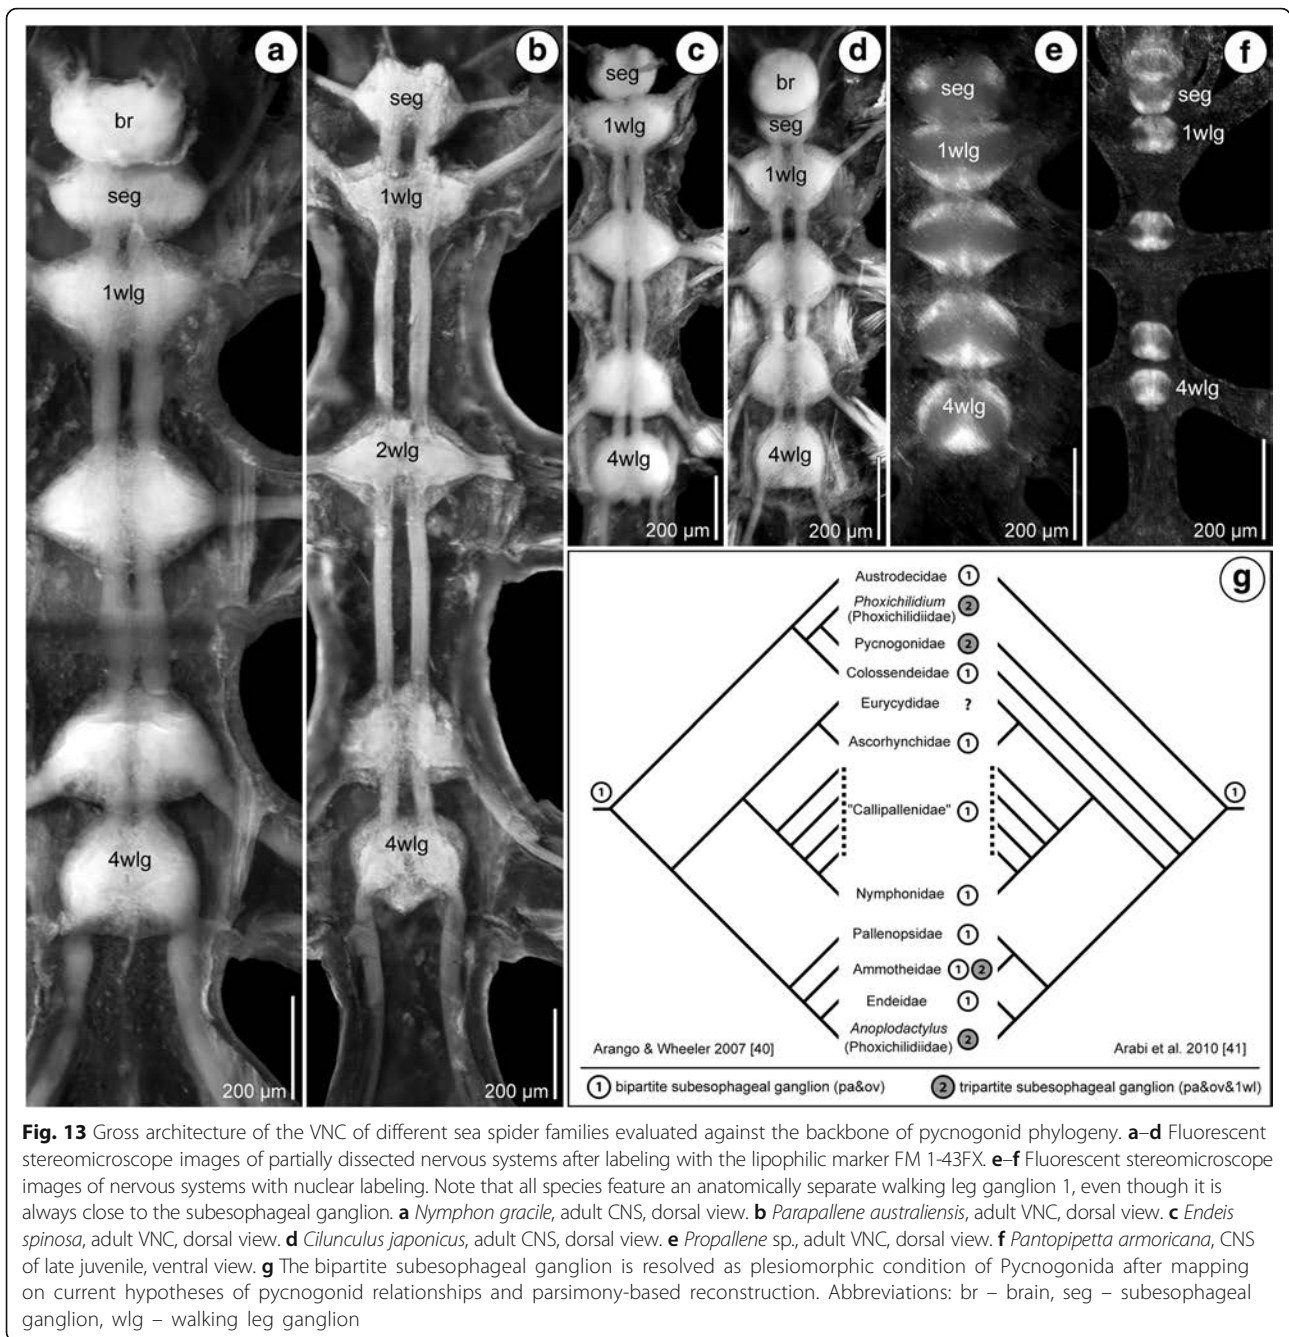 a
br
seg
1wlg
4wlg
200 µm
b
seg
1wlg
2wlg
4wlg
200 µm
c
seg
1wlg
4wlg
200 µm
d
br
seg
1wlg
4wlg
200 µm
e
seg
1wlg
4wlg
200 µm
f
seg
1wlg
4wlg
200 µm
g
Austrodecidae 1
Phoxichilidium 2
(Phoxichilidiidae)
Pycnogonidae 2
Colossendeidae 1
Eurycydidae ?
Ascorhynchidae 1
1 "Callipallenidae" 1 1
Nymphonidae 1
Pallenopsidae 1
Ammotheidae 1 2
Endeidae 1
Anoplodactylus 2
(Phoxichilidiidae)
Arango & Wheeler 2007 [40] Arabi et al. 2010 [41]
1 bipartite subesophageal ganglion (pa&ov) 2 tripartite subesophageal ganglion (pa&ov&1wl)
Fig. 13 Gross architecture of the VNC of different sea spider families evaluated against the backbone of pycnogonid phylogeny. a–d Fluorescent
stereomicroscope images of partially dissected nervous systems after labeling with the lipophilic marker FM 1-43FX. e–f Fluorescent stereomicroscope
images of nervous systems with nuclear labeling. Note that all species feature an anatomically separate walking leg ganglion 1, even though it is
always close to the subesophageal ganglion. a Nymphon gracile, adult CNS, dorsal view. b Parapallene australiensis, adult VNC, dorsal view. c Endeis
spinosa, adult VNC, dorsal view. d Cilunculus japonicus, adult CNS, dorsal view. e Propallene sp., adult VNC, dorsal view. f Pantopipetta armoricana, CNS
of late juvenile, ventral view. g The bipartite subesophageal ganglion is resolved as plesiomorphic condition of Pycnogonida after mapping
on current hypotheses of pycnogonid relationships and parsimony-based reconstruction. Abbreviations: br – brain, seg – subesophageal
ganglion, wlg – walking leg ganglion